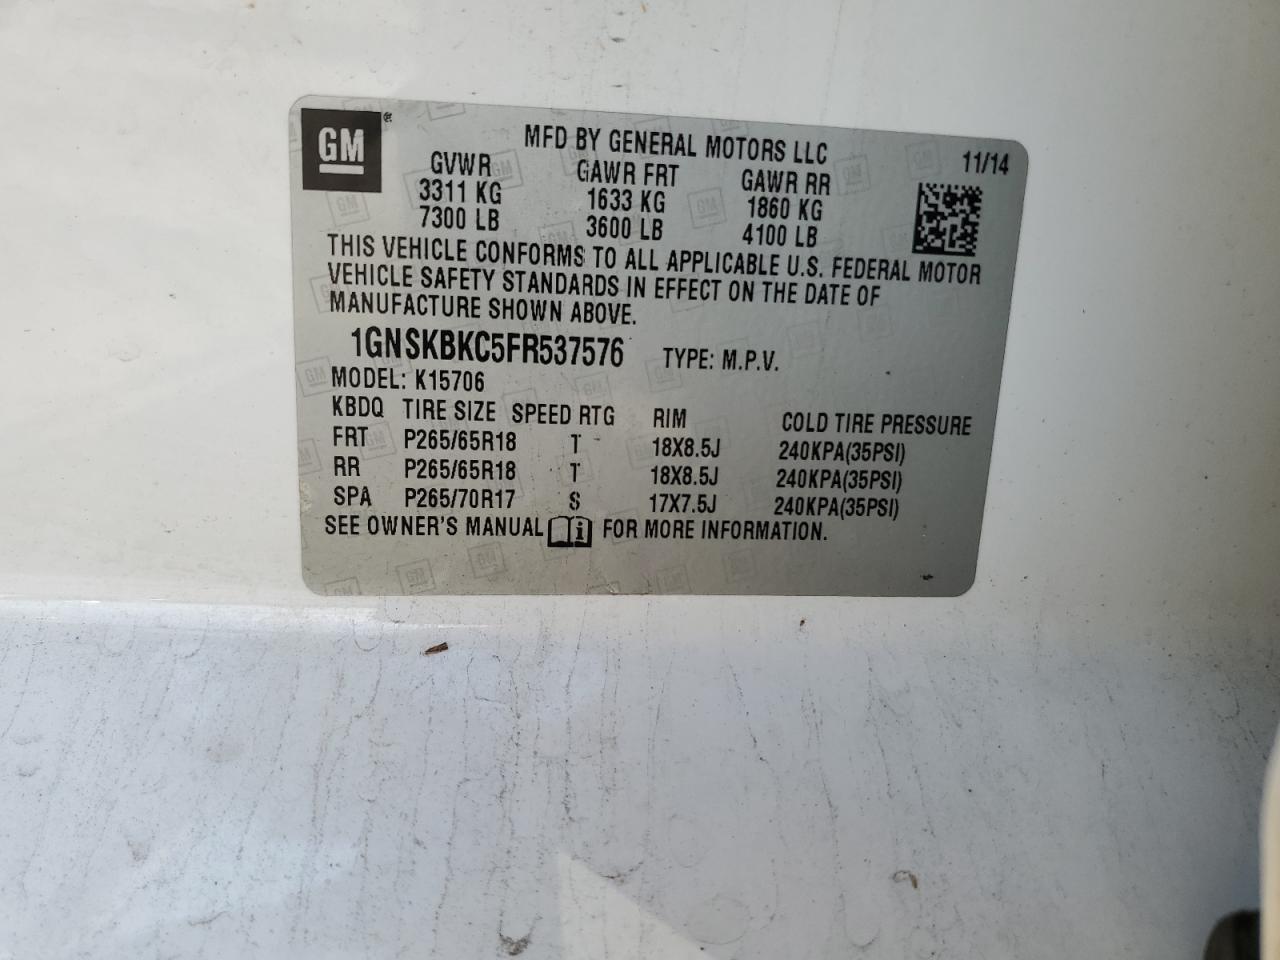 GM ®
MFD BY GENERAL MOTORS LLC 11/14
GVWR GAWR FRT GAWR RR
3311 KG 1633 KG 1860 KG
7300 LB 3600 LB 4100 LB
THIS VEHICLE CONFORMS TO ALL APPLICABLE U.S. FEDERAL MOTOR
VEHICLE SAFETY STANDARDS IN EFFECT ON THE DATE OF
MANUFACTURE SHOWN ABOVE.
1GNSKBKC5FR537576 TYPE: M.P.V.
MODEL: K15706
KBDQ TIRE SIZE SPEED RTG RIM COLD TIRE PRESSURE
FRT P265/65R18 T 18X8.5J 240KPA(35PSI)
RR P265/65R18 T 18X8.5J 240KPA(35PSI)
SPA P265/70R17 S 17X7.5J 240KPA(35PSI)
SEE OWNER'S MANUAL i FOR MORE INFORMATION.